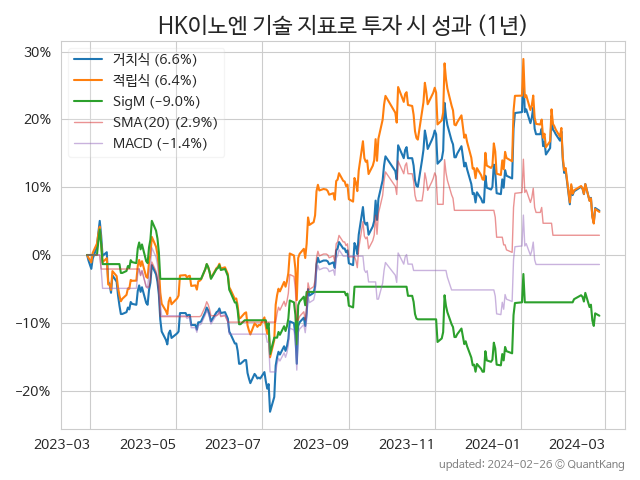 HK이노엔 기술 지표로 투자 시 성과 (1년)
30%
20%
10%
0%
−10%
−20%
거치식 (6.6%)
적립식 (6.4%)
SigM (−9.0%)
SMA(20) (2.9%)
MACD (−1.4%)
2023-03 2023-05 2023-07 2023-09 2023-11 2024-01 2024-03
updated: 2024-02-26 © QuantKang